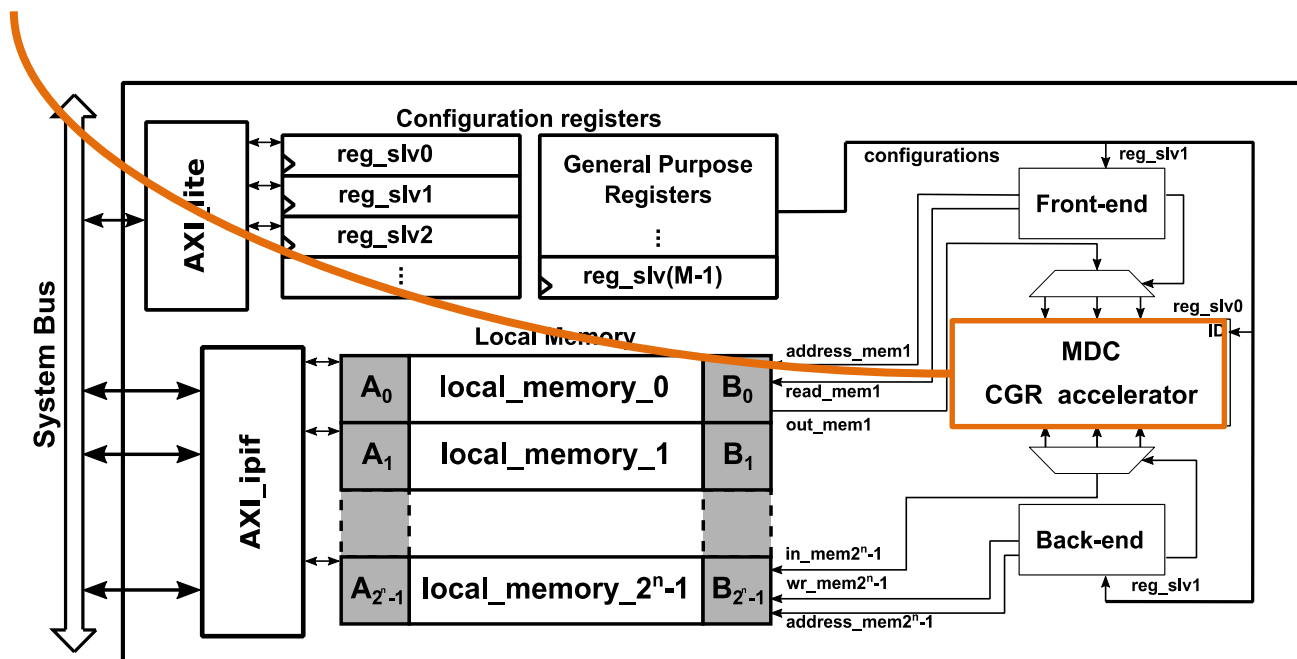 Configuration registers
AXI_lite
reg_slv0
reg_slv1
reg_slv2
...
General Purpose
Registers
...
reg_slv(M-1)
configurations
reg_slv1
Front-end
System Bus
reg_slv0
ID
MDC
CGR accelerator
Local Memory
AXI_ipif
A₀ local_memory_0 B₀
A₁ local_memory_1 B₁
A₂ⁿ-1 local_memory_2ⁿ-1 B₂ⁿ-1
address_mem1
read_mem1
out_mem1
Back-end
reg_slv1
in_mem2ⁿ-1
wr_mem2ⁿ-1
address_mem2ⁿ-1